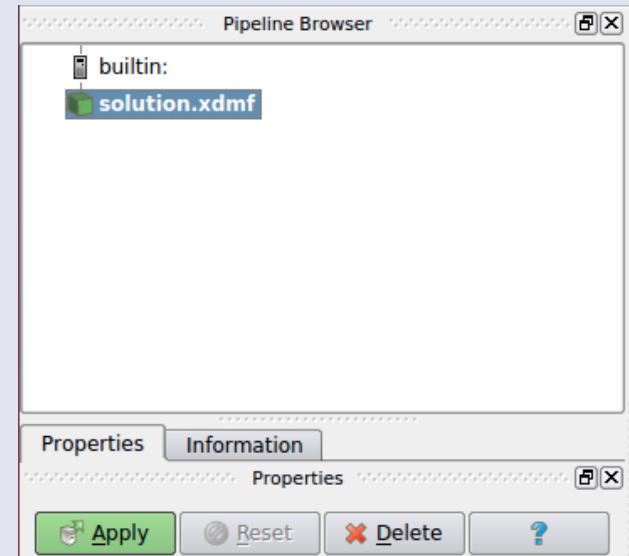 Pipeline Browser
builtin:
solution.xdmf
Properties Information
Properties
Apply Reset Delete ?